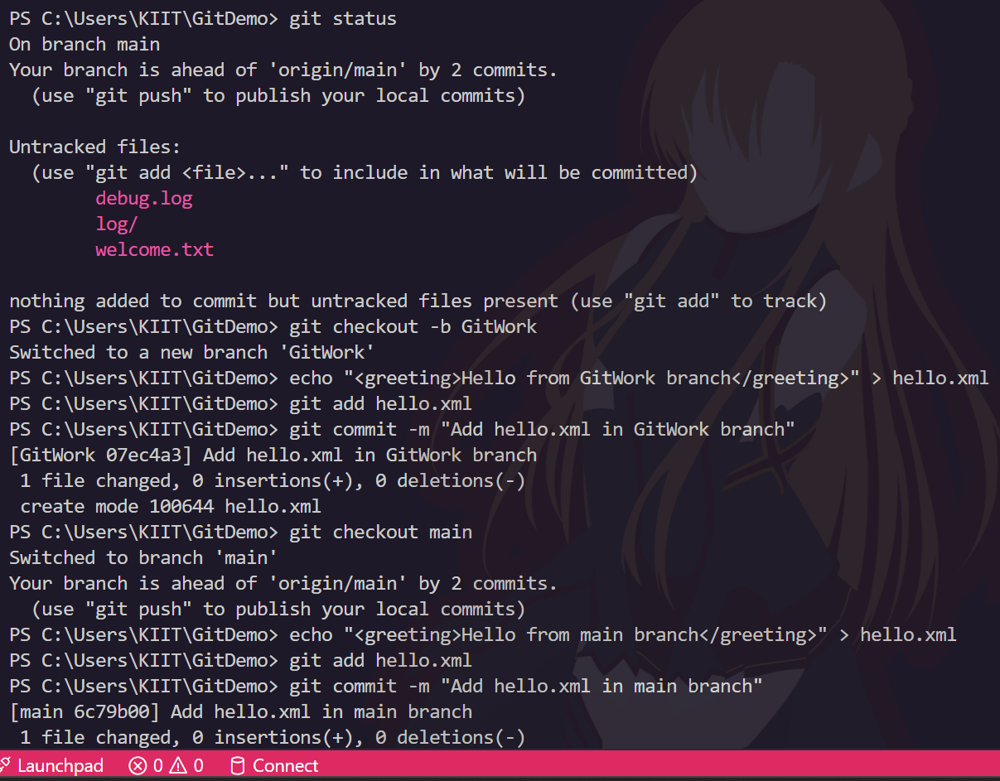 PS C:\Users\KIIT\GitDemo> git status
On branch main
Your branch is ahead of 'origin/main' by 2 commits.
  (use "git push" to publish your local commits)

Untracked files:
  (use "git add <file>..." to include in what will be committed)
        debug.log
        log/
        welcome.txt

nothing added to commit but untracked files present (use "git add" to track)
PS C:\Users\KIIT\GitDemo> git checkout -b GitWork
Switched to a new branch 'GitWork'
PS C:\Users\KIIT\GitDemo> echo "<greeting>Hello from GitWork branch</greeting>" > hello.xml
PS C:\Users\KIIT\GitDemo> git add hello.xml
PS C:\Users\KIIT\GitDemo> git commit -m "Add hello.xml in GitWork branch"
[GitWork 07ec4a3] Add hello.xml in GitWork branch
 1 file changed, 0 insertions(+), 0 deletions(-)
 create mode 100644 hello.xml
PS C:\Users\KIIT\GitDemo> git checkout main
Switched to branch 'main'
Your branch is ahead of 'origin/main' by 2 commits.
  (use "git push" to publish your local commits)
PS C:\Users\KIIT\GitDemo> echo "<greeting>Hello from main branch</greeting>" > hello.xml
PS C:\Users\KIIT\GitDemo> git add hello.xml
PS C:\Users\KIIT\GitDemo> git commit -m "Add hello.xml in main branch"
[main 6c79b00] Add hello.xml in main branch
 1 file changed, 0 insertions(+), 0 deletions(-)
Launchpad 0 0 Connect